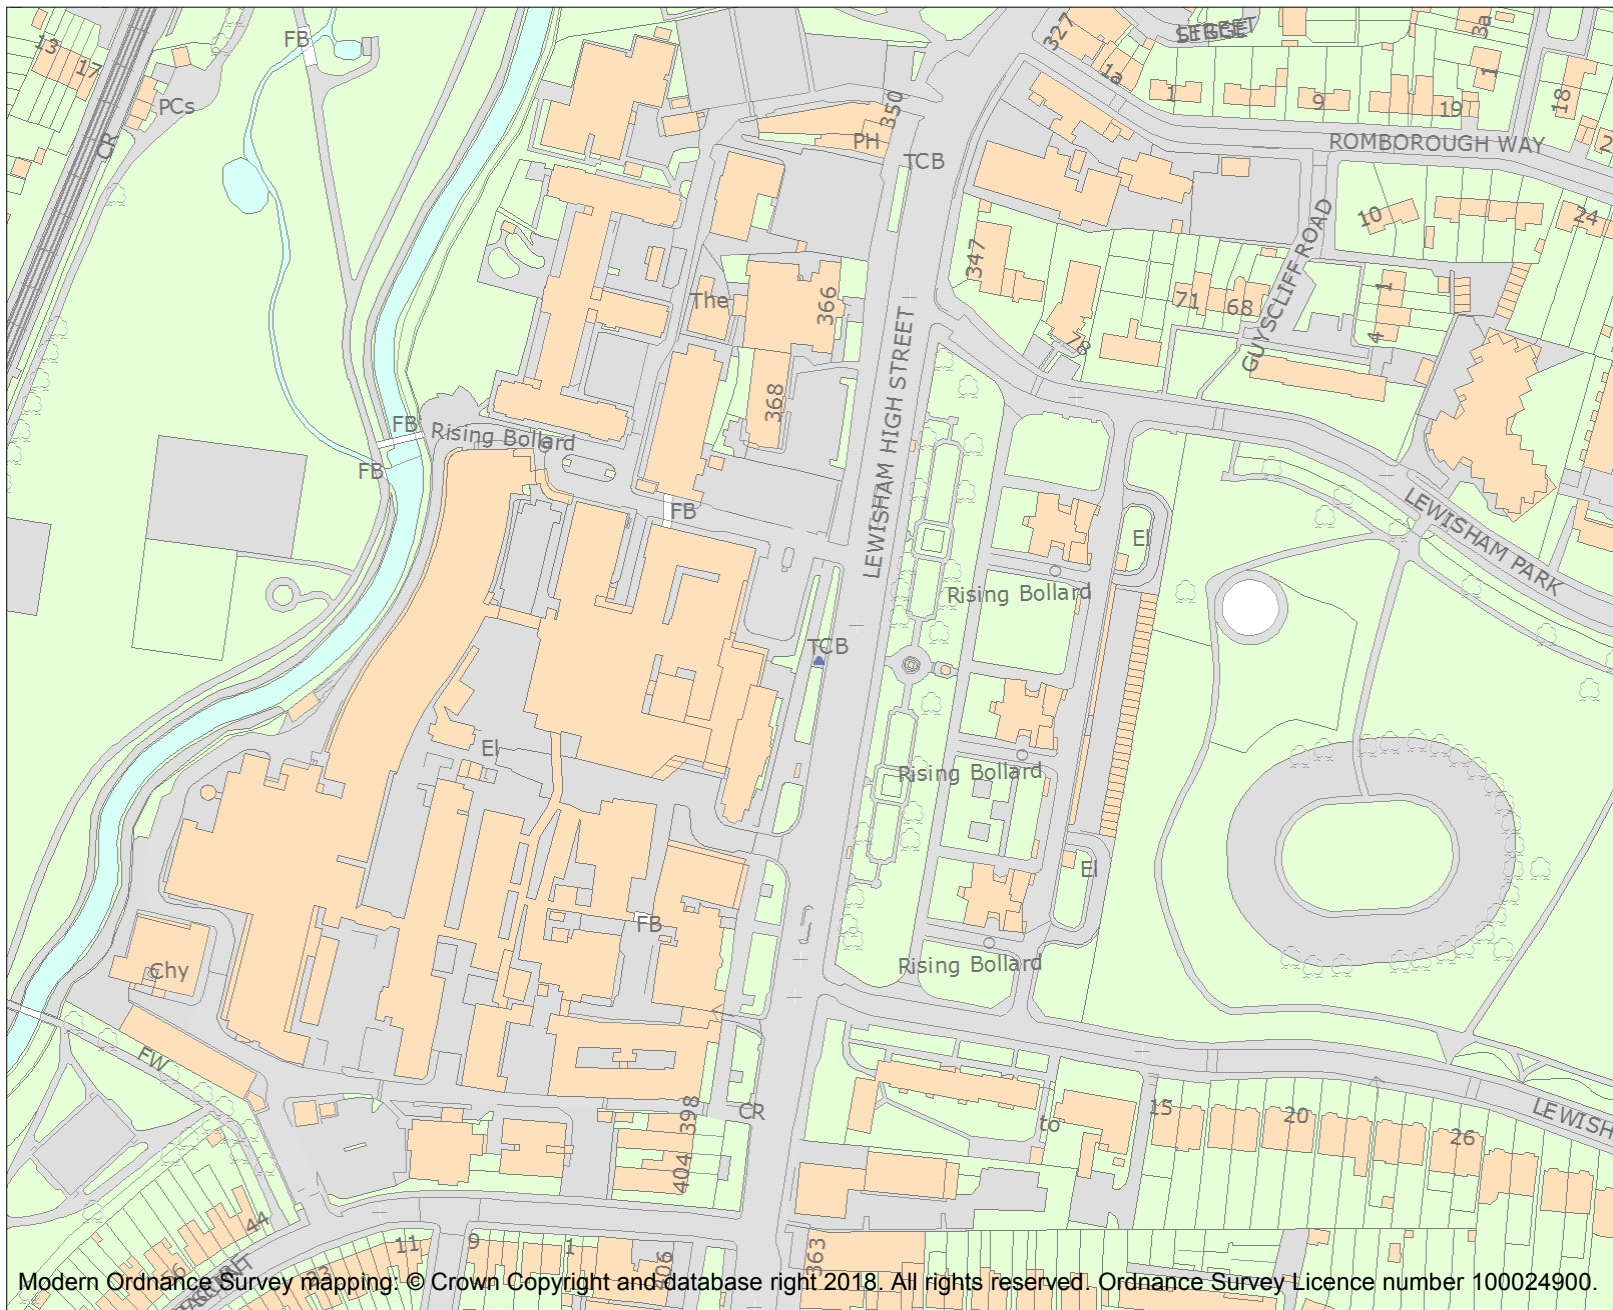 13
17
FB
PCs
CR
327
STREET
1a
1
9
19
3a
1
18
350
PH
TCB
ROMBOROUGH WAY
10
24
347
GUYSCLIFF ROAD
71
68
1
4
78
The
366
368
LEWISHAM HIGH STREET
FB
Rising Bollard
FB
FB
El
LEWISHAM PARK
Rising Bollard
TCB
El
Rising Bollard
El
FB
Chy
Rising Bollard
FW
398
CR
to
15
20
26
LEWISH
404
44
11
9
1
406
363
23
Modern Ordnance Survey mapping: © Crown Copyright and database right 2018. All rights reserved. Ordnance Survey Licence number 100024900.